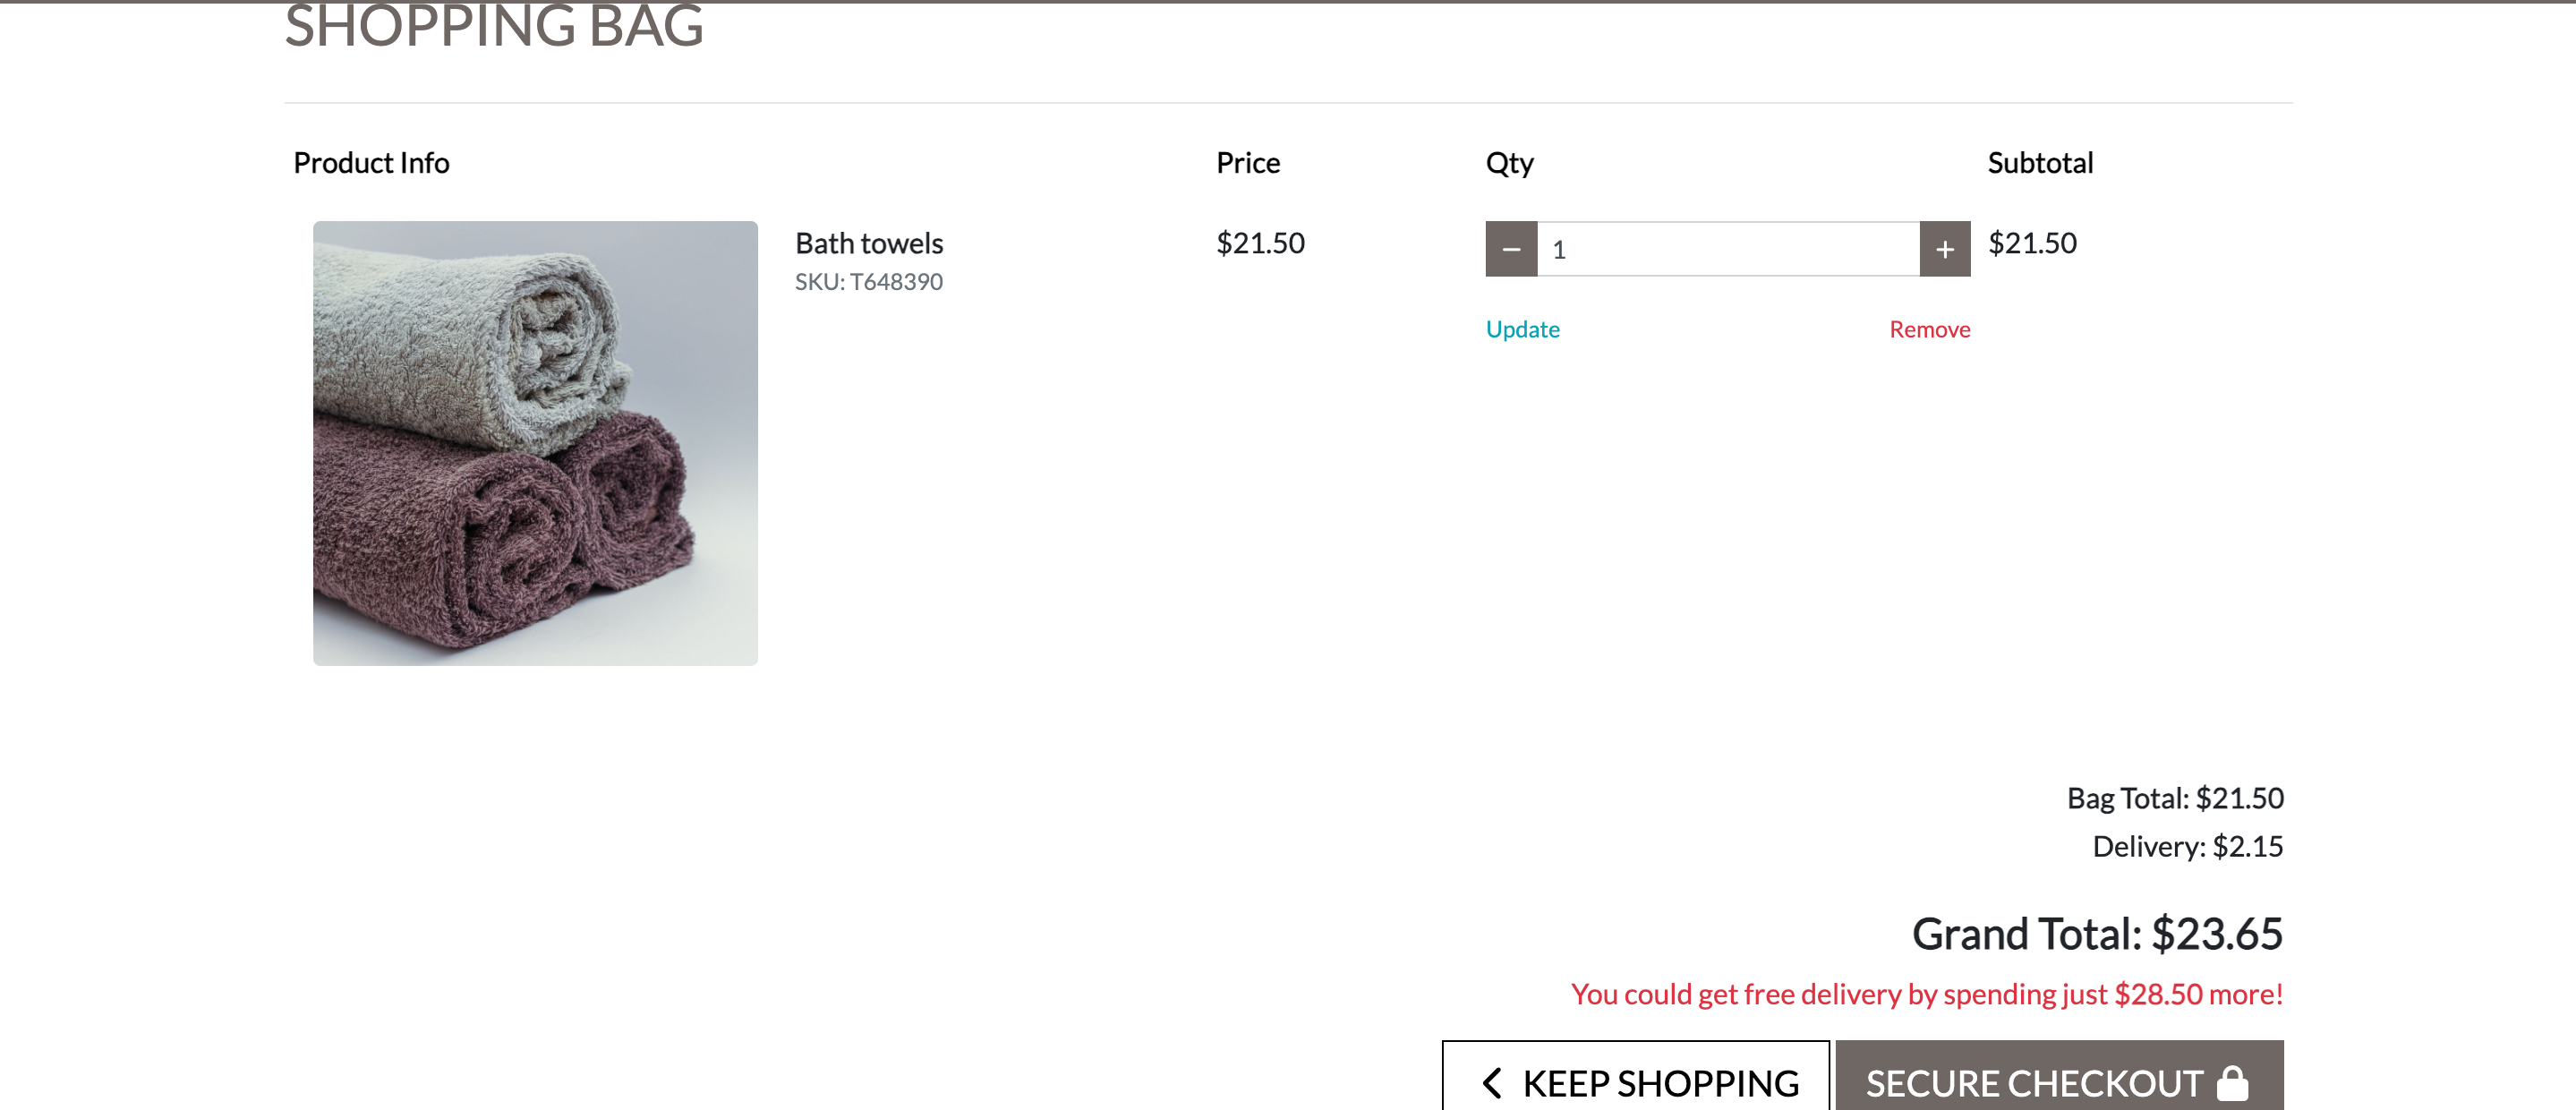 SHOPPING BAG
Product Info Price Qty Subtotal
Bath towels $21.50 1 $21.50
SKU: T648390
Update Remove
Bag Total: $21.50
Delivery: $2.15
Grand Total: $23.65
You could get free delivery by spending just $28.50 more!
KEEP SHOPPING SECURE CHECKOUT